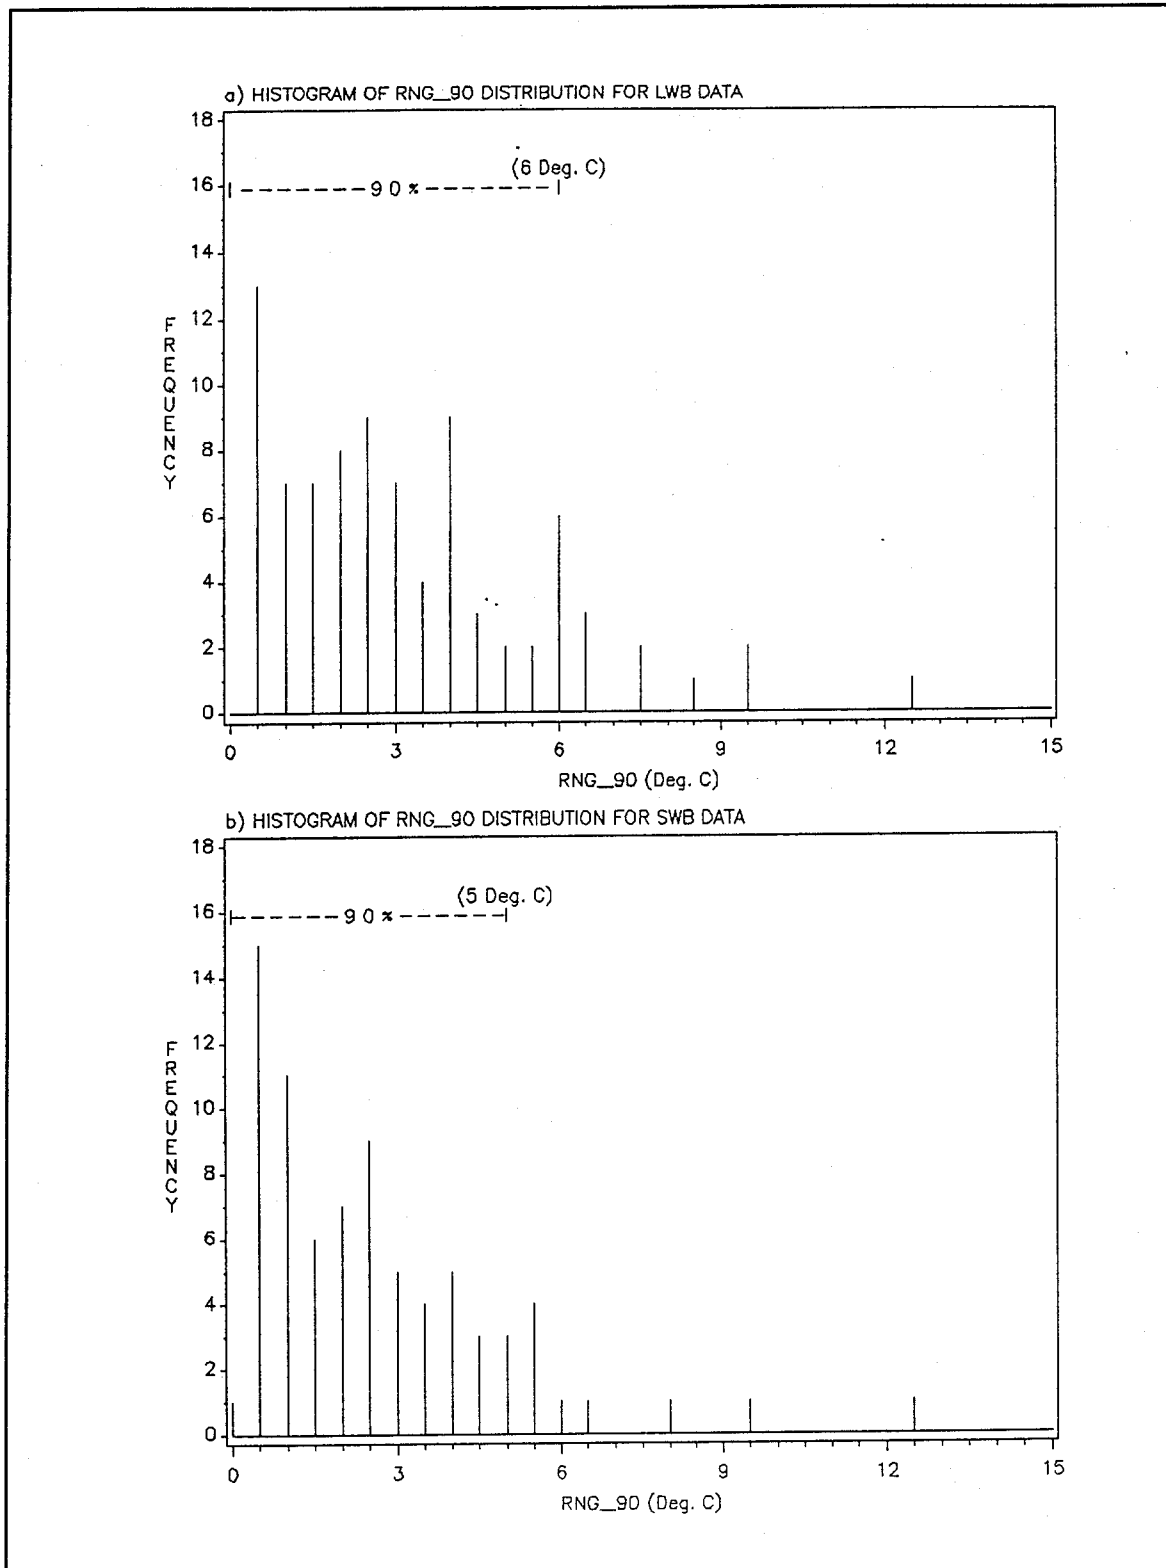 a) HISTOGRAM OF RNG_90 DISTRIBUTION FOR LWB DATA
18
(6 Deg. C)
16
90%
14
12
10
8
6
4
2
0
FREQUENCY
0 3 6 9 12 15
RNG_90 (Deg. C)
b) HISTOGRAM OF RNG_90 DISTRIBUTION FOR SWB DATA
18
(5 Deg. C)
16
90%
14
12
10
8
6
4
2
0
FREQUENCY
0 3 6 9 12 15
RNG_90 (Deg. C)